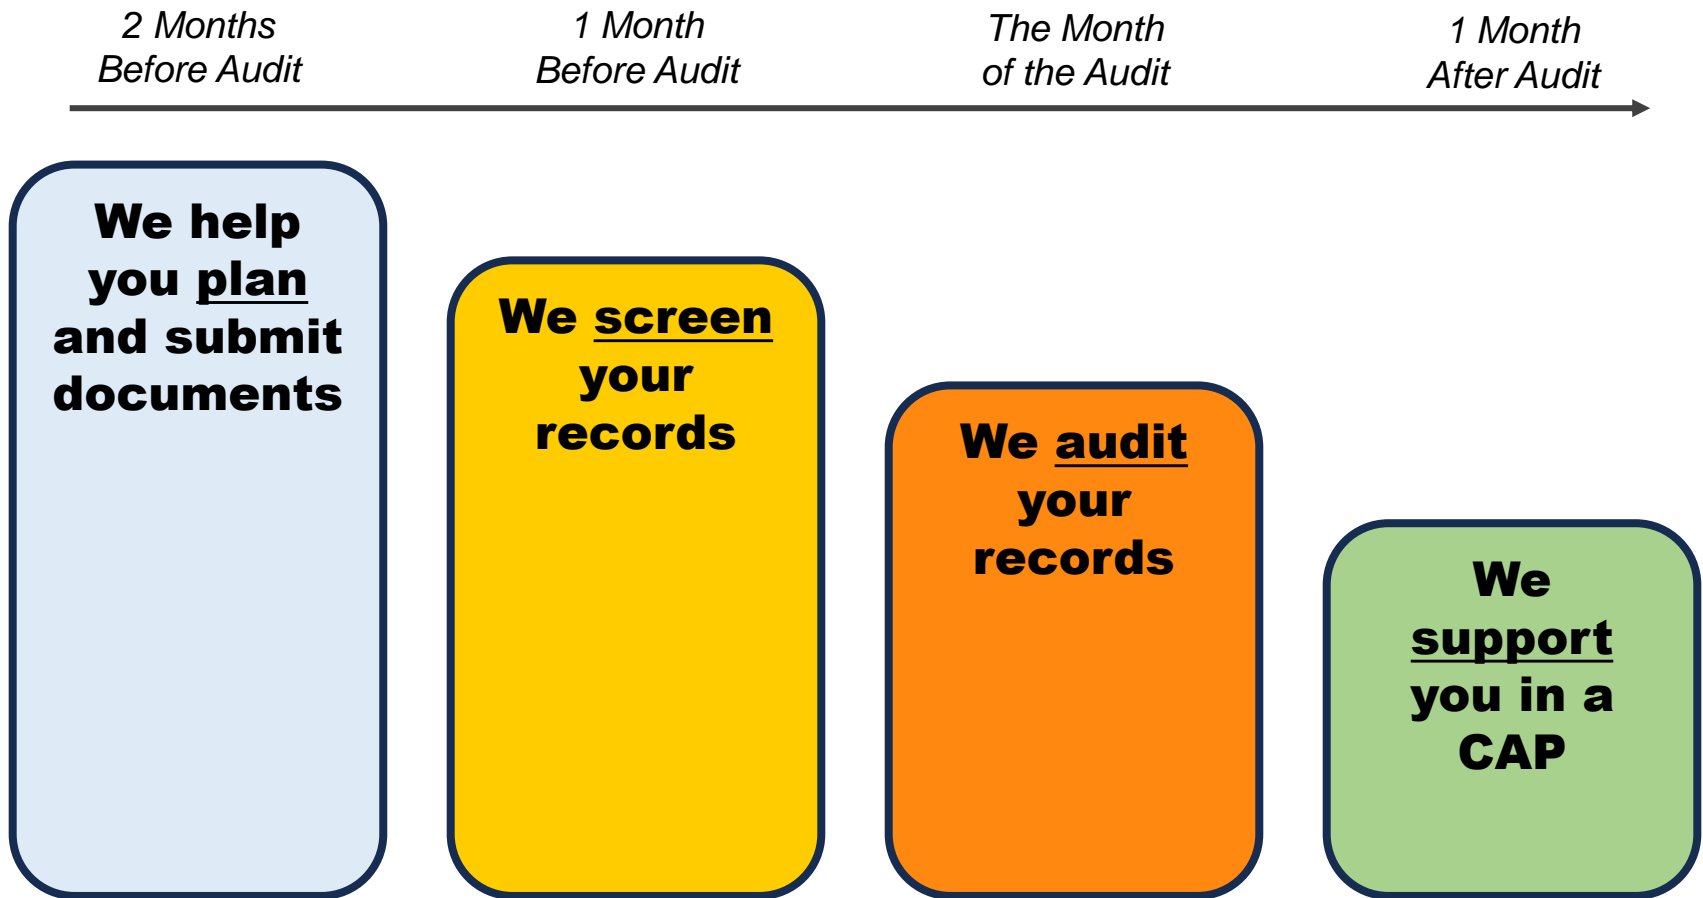 2 Months
Before Audit
1 Month
Before Audit
The Month
of the Audit
1 Month
After Audit
We help
you plan
and submit
documents
We screen
your
records
We audit
your
records
We
support
you in a
CAP